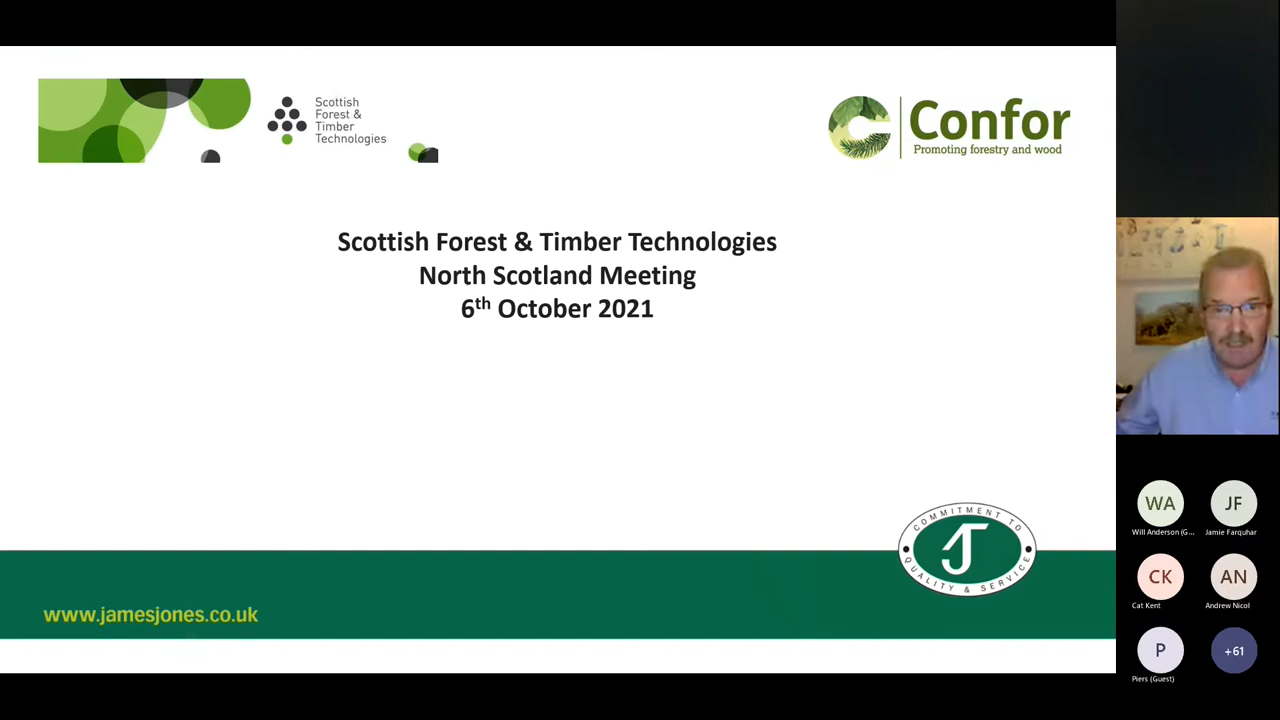 Scottish
Forest &
Timber
Technologies
Confor
Promoting forestry and wood
Scottish Forest & Timber Technologies
North Scotland Meeting
6th October 2021
COMMITMENT TO
J
QUALITY & SERVICE
www.jamesjones.co.uk
WA
JF
Will Anderson (G...
Jamie Farquhar
CK
AN
Cat Kent
Andrew Nicol
P
+61
Piers (Guest)